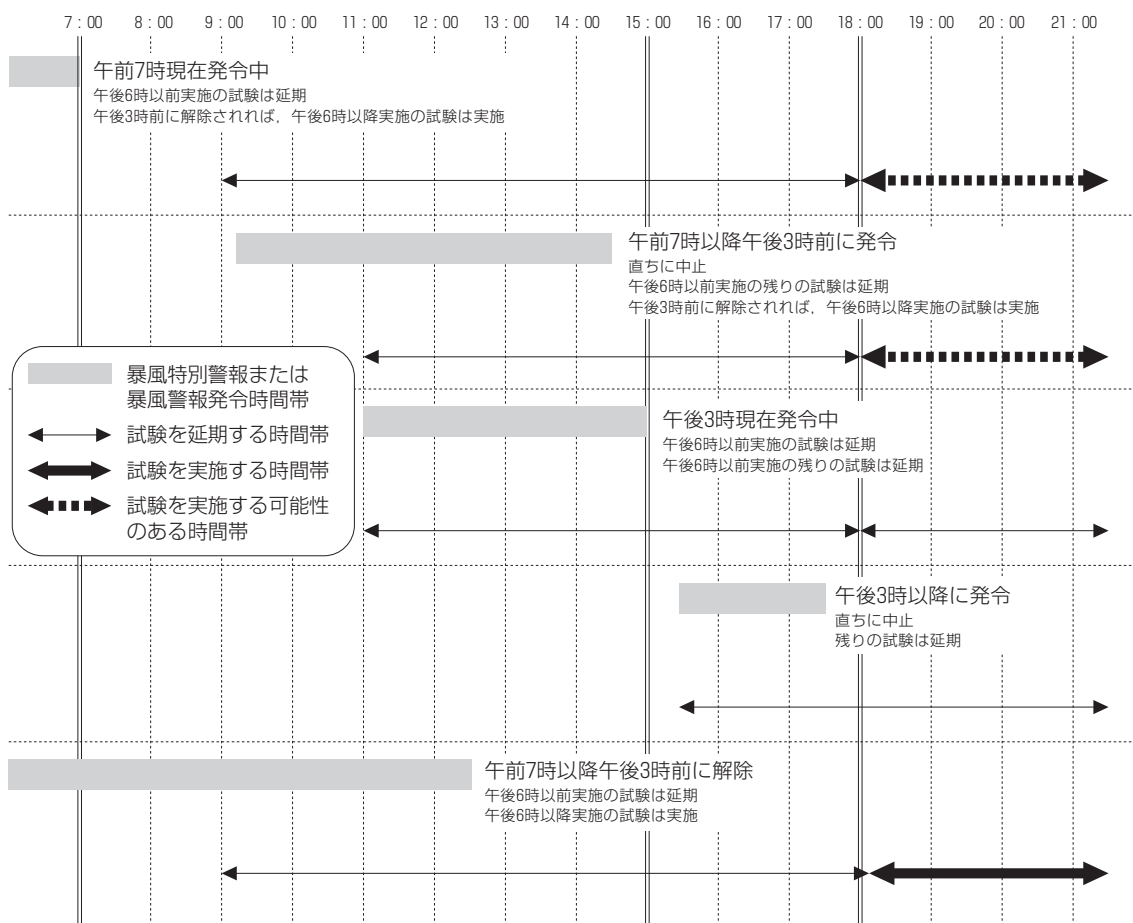 7：00 8：00 9：00 10：00 11：00 12：00 13：00 14：00 15：00 16：00 17：00 18：00 19：00 20：00 21：00
午前7時現在発令中
午後6時以前実施の試験は延期
午後3時前に解除されれば，午後6時以降実施の試験は実施
午前7時以降午後3時前に発令
直ちに中止
午後6時以前実施の残りの試験は延期
午後3時前に解除されれば，午後6時以降実施の試験は実施
暴風特別警報または
暴風警報発令時間帯
試験を延期する時間帯
試験を実施する時間帯
試験を実施する可能性
のある時間帯
午後3時現在発令中
午後6時以前実施の試験は延期
午後6時以前実施の残りの試験は延期
午後3時以降に発令
直ちに中止
残りの試験は延期
午前7時以降午後3時前に解除
午後6時以前実施の試験は延期
午後6時以降実施の試験は実施